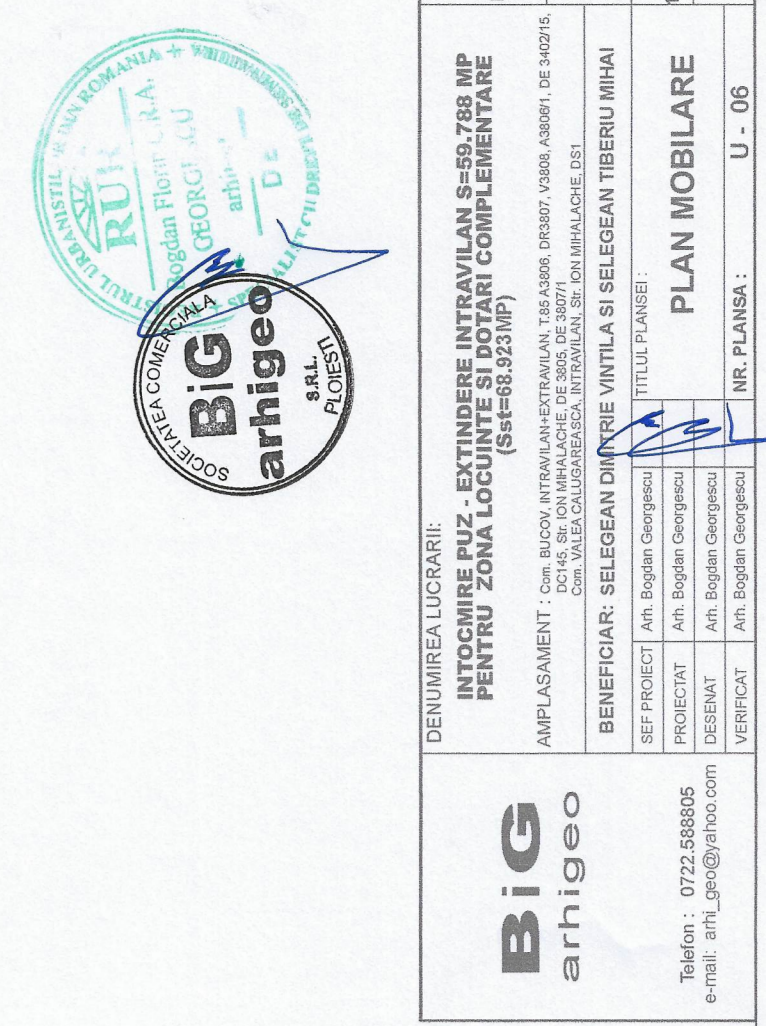 BiG
arhigeo
Telefon : 0722.588805
e-mail: arhi_geo@yahoo.com
DENUMIREA LUCRARII:
INTOCMIRE PUZ - EXTINDERE INTRAVILAN S=59.788 MP
PENTRU ZONA LOCUINTE SI DOTARI COMPLEMENTARE
(Sst=68.923MP)
AMPLASAMENT : Com. BUCOV, INTRAVILAN+EXTRAVILAN, T.85 A3806, DR3807, V3808, A3806/1, DE 3402/15,
DC145, Str. ION MIHALACHE, DE 3805, DE 3807/1
Com. VALEA CALUGAREASCA, INTRAVILAN, Str. ION MIHALACHE, DS1
BENEFICIAR: SELEGEAN DIMITRIE VINTILA SI SELEGEAN TIBERIU MIHAI
SEF PROIECT Arh. Bogdan Georgescu
PROIECTAT Arh. Bogdan Georgescu
DESENAT Arh. Bogdan Georgescu
VERIFICAT Arh. Bogdan Georgescu
TITLUL PLANSEI :
PLAN MOBILARE
NR. PLANSA : U - 06
SOCIETATEA COMERCIALA
BiG
arhigeo
S.R.L.
PLOIESTI
ROMANIA
RUR
Bogdan Florin